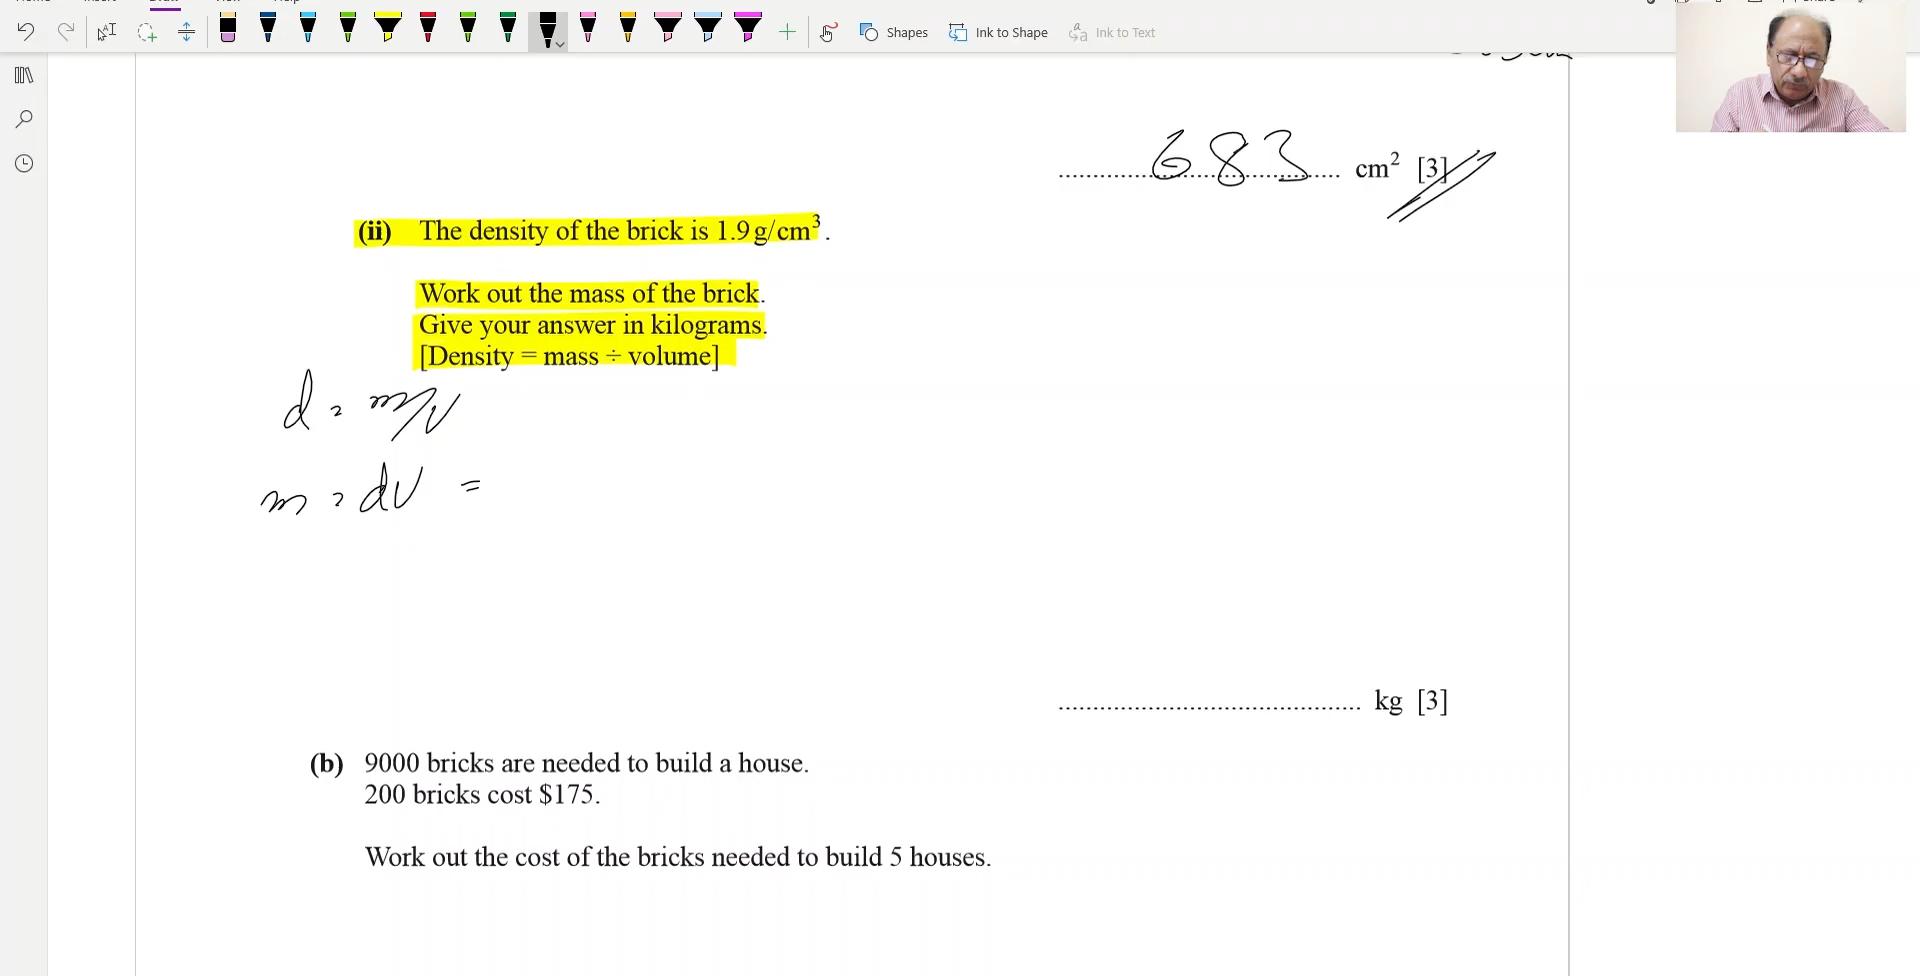 Shapes Ink to Shape Ink to Text
683 cm² [3]
(ii) The density of the brick is 1.9 g/cm³.
Work out the mass of the brick.
Give your answer in kilograms.
[Density = mass ÷ volume]
d = m/v
m = dv =
kg [3]
(b) 9000 bricks are needed to build a house.
200 bricks cost $175.
Work out the cost of the bricks needed to build 5 houses.